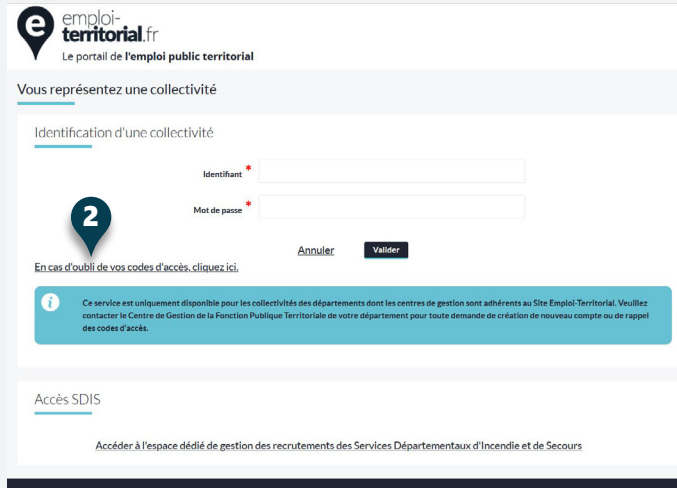 emploi-
territorial.fr
Le portail de l'emploi public territorial
Vous représentez une collectivité
Identification d'une collectivité
Identifiant *
Mot de passe *
2
Annuler Valider
En cas d'oubli de vos codes d'accès, cliquez ici.
i
Ce service est uniquement disponible pour les collectivités des départements dont les centres de gestion sont adhérents au Site Emploi-Territorial. Veuillez
contacter le Centre de Gestion de la Fonction Publique Territoriale de votre département pour toute demande de création de nouveau compte ou de rappel
des codes d'accès.
Accès SDIS
Accéder à l'espace dédié de gestion des recrutements des Services Départementaux d'Incendie et de Secours